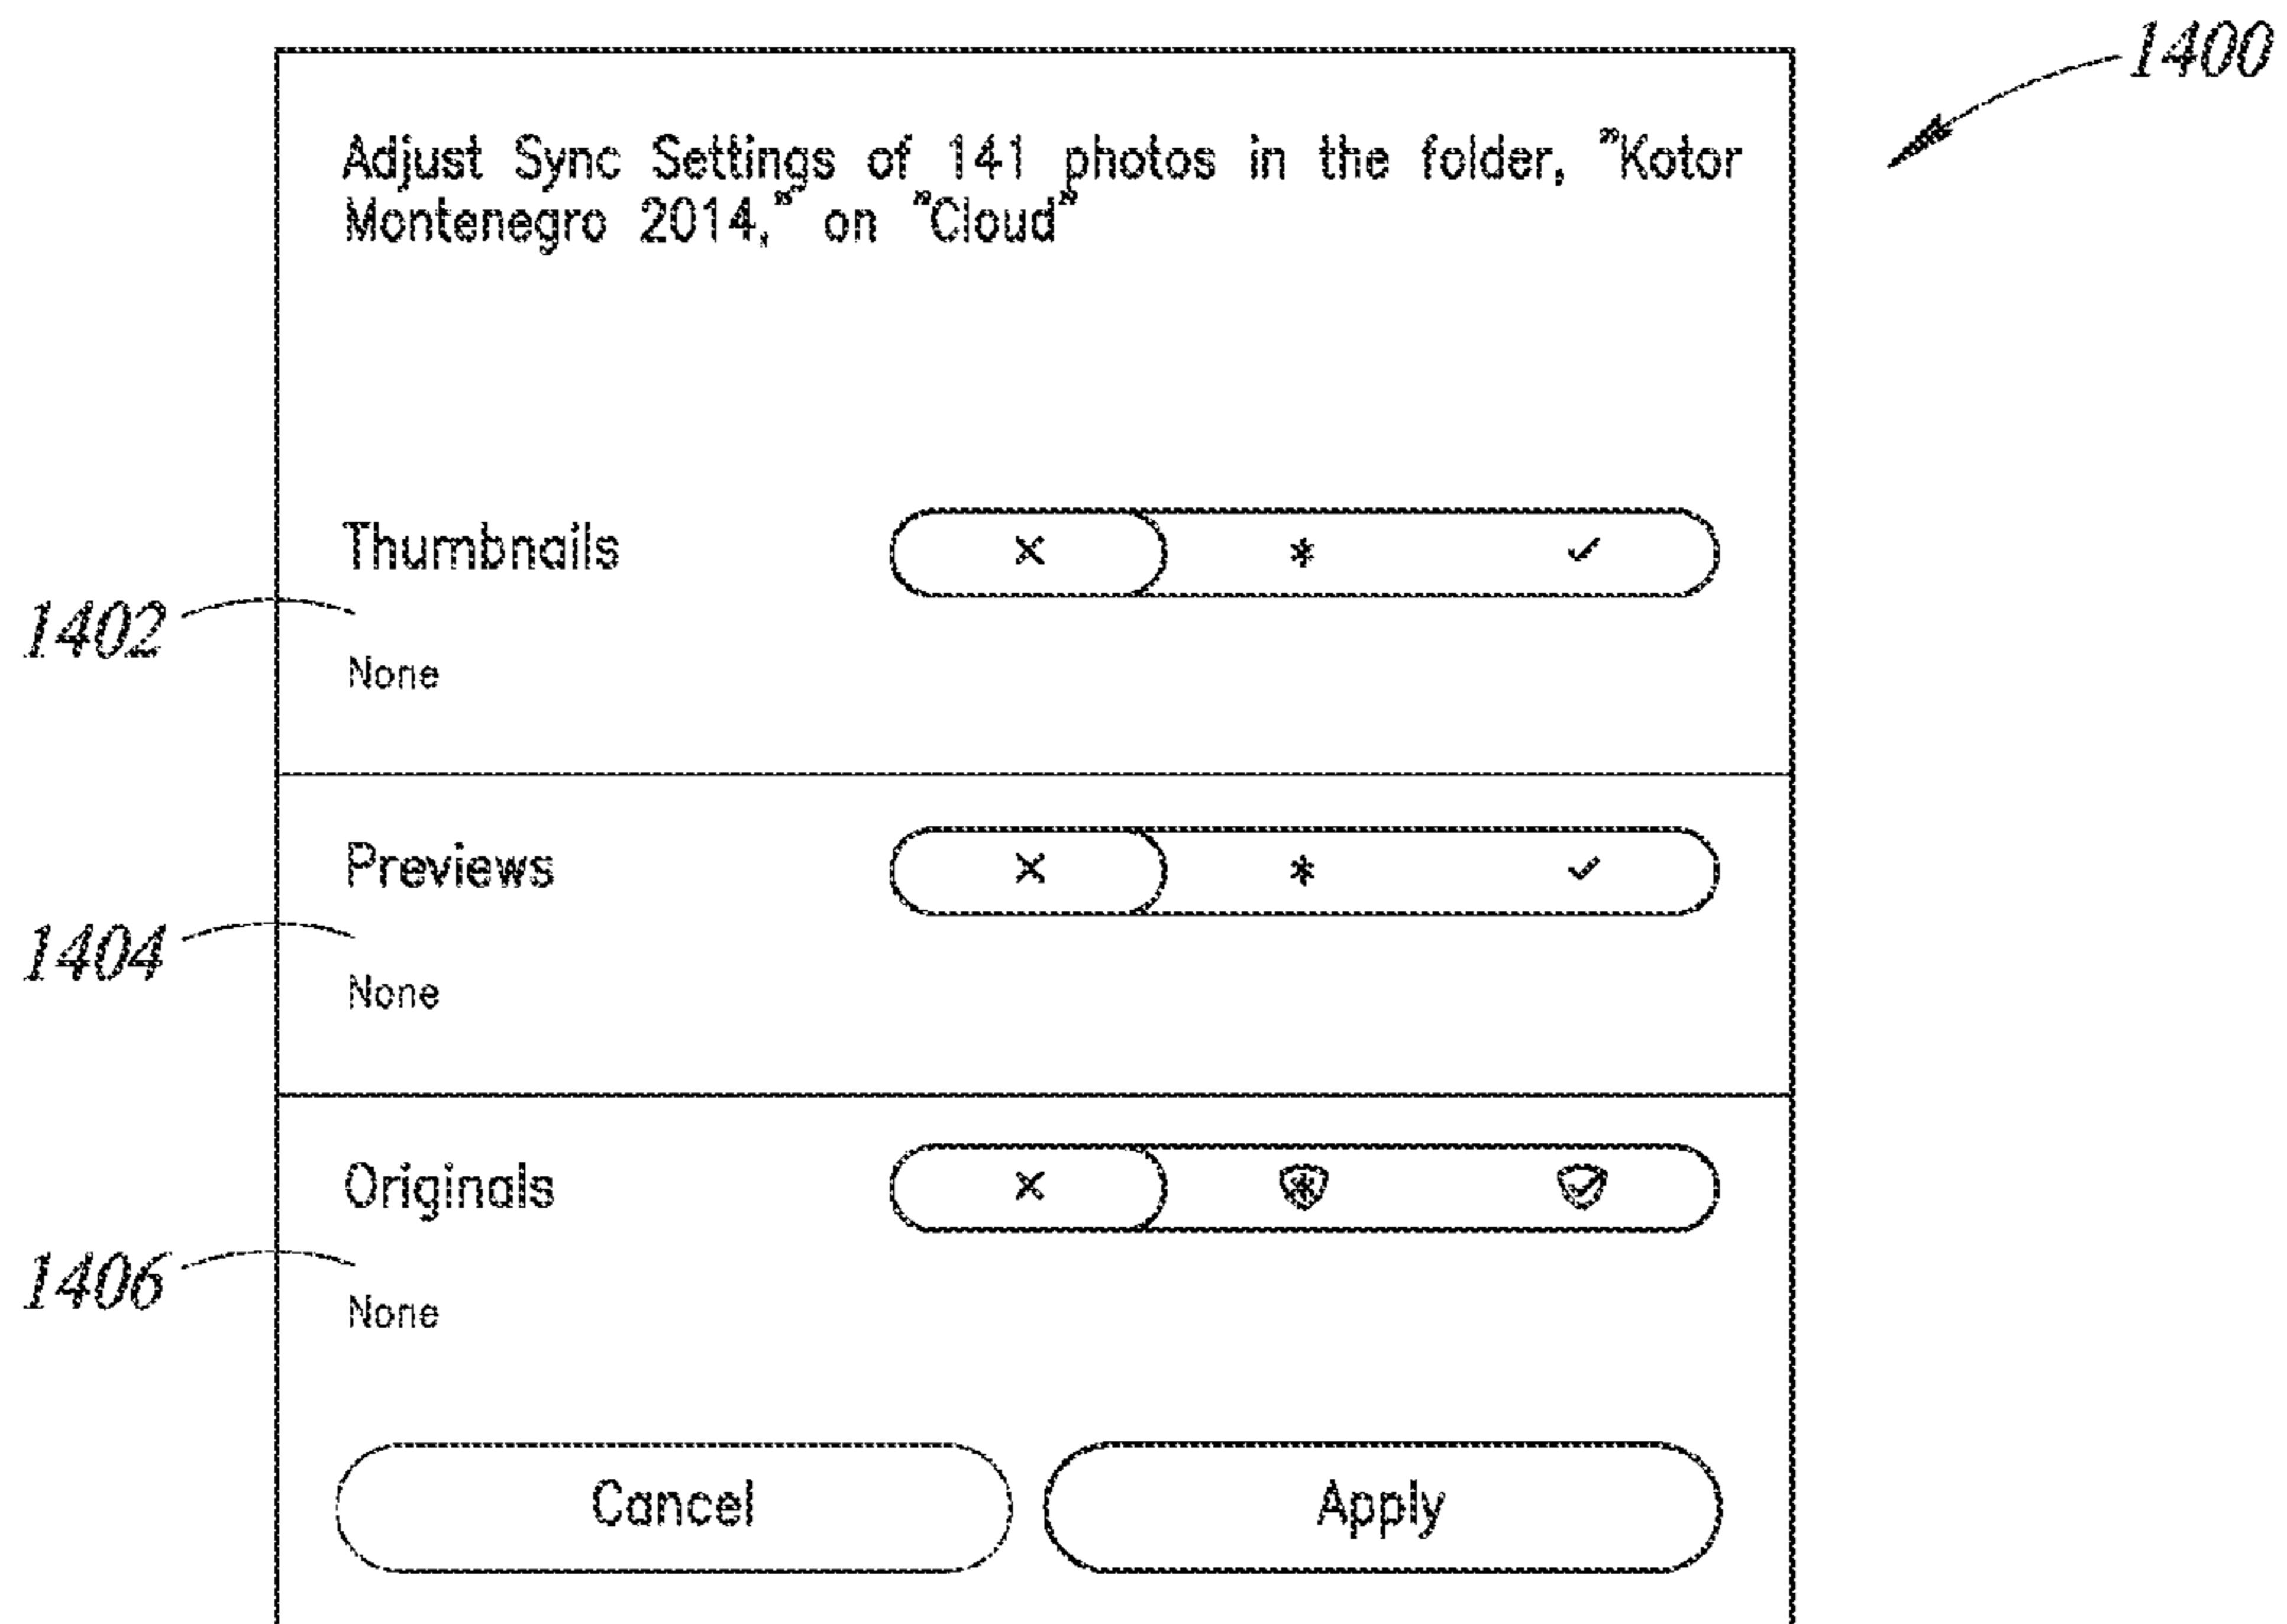 1400
Adjust Sync Settings of 141 photos in the folder, "Kotor
Montenegro 2014," on "Cloud"
Thumbnails
1402
None
Previews
1404
None
Originals
1406
None
Cancel Apply